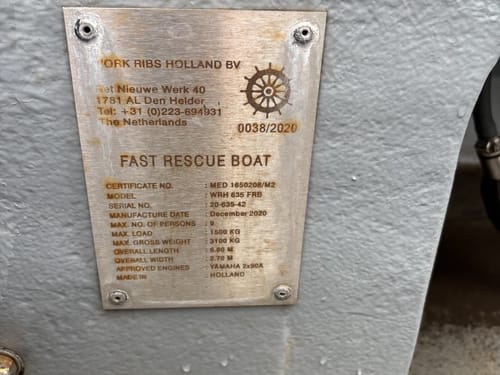 WORK RIBS HOLLAND BV
Het Nieuwe Werk 40
1781 AL Den Helder
Tel: +31 (0)223-694931
The Netherlands
0038/2020
FAST RESCUE BOAT
CERTIFICATE NO. : MED 1650208/M2
MODEL : WRH 635 FRB
SERIAL NO. : 20-635-42
MANUFACTURE DATE : December 2020
MAX. NO. OF PERSONS : 9
MAX. LOAD : 1500 KG
MAX. GROSS WEIGHT : 3100 KG
OVERALL LENGTH : 6.80 M
OVERALL WIDTH : 2.70 M
APPROVED ENGINES : YAMAHA 2x90A
MADE IN : HOLLAND